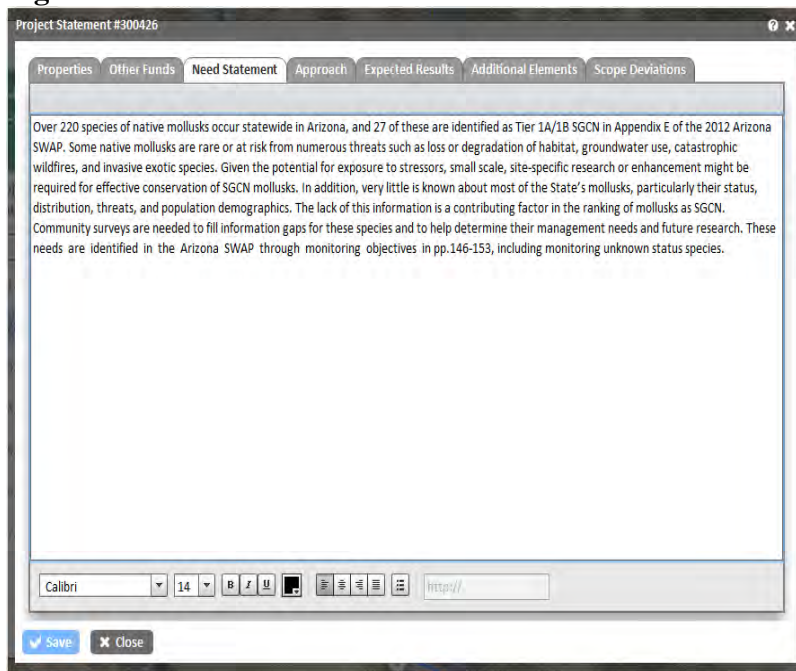 Project Statement #300426
Properties Other Funds Need Statement Approach Expected Results Additional Elements Scope Deviations
Over 220 species of native mollusks occur statewide in Arizona, and 27 of these are identified as Tier 1A/1B SGCN in Appendix E of the 2012 Arizona
SWAP. Some native mollusks are rare or at risk from numerous threats such as loss or degradation of habitat, groundwater use, catastrophic
wildfires, and invasive exotic species. Given the potential for exposure to stressors, small scale, site-specific research or enhancement might be
required for effective conservation of SGCN mollusks. In addition, very little is known about most of the State's mollusks, particularly their status,
distribution, threats, and population demographics. The lack of this information is a contributing factor in the ranking of mollusks as SGCN.
Community surveys are needed to fill information gaps for these species and to help determine their management needs and future research. These
needs are identified in the Arizona SWAP through monitoring objectives in pp.146-153, including monitoring unknown status species.
Calibri 14 B I U http://
Save Close